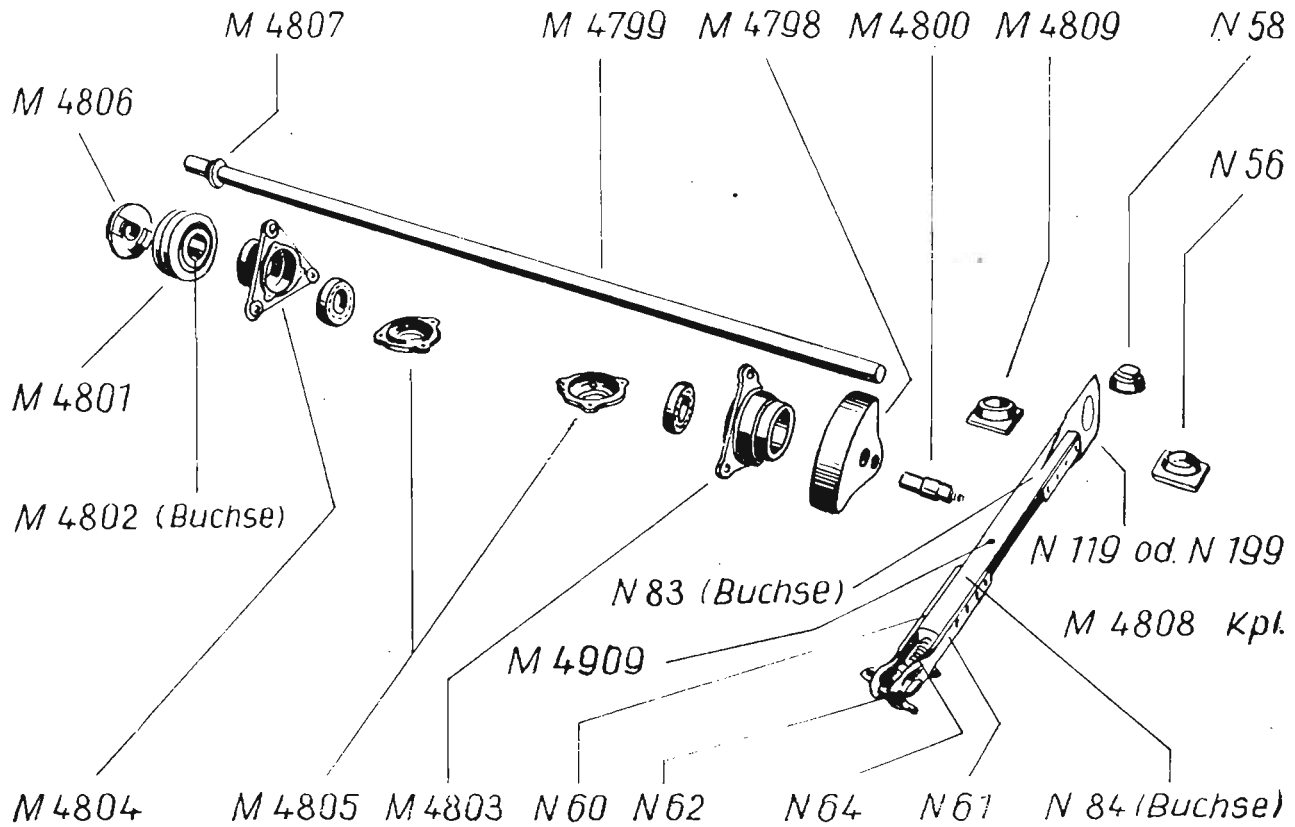 M 4807 M 4799 M 4798 M 4800 M 4809 N 58
M 4806
N 56
M 4801
M 4802 (Buchse)
N 119 od. N 199
N 83 (Buchse)
M 4808 Kpl.
M 4909
M 4804 M 4805 M 4803 N 60 N 62 N 64 N 61 N 84 (Buchse)